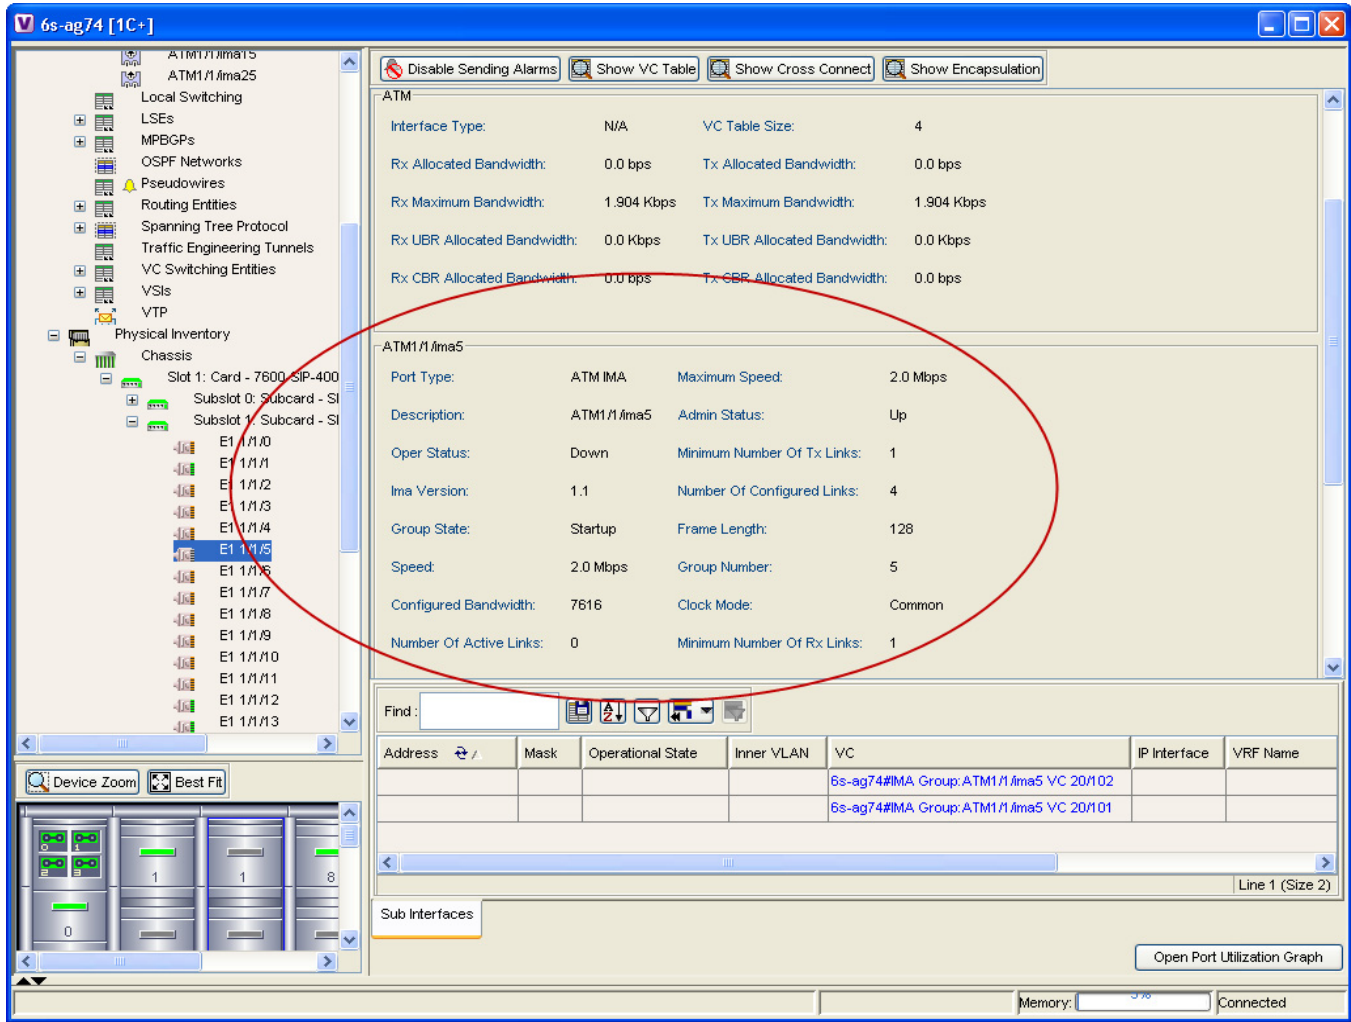 6s-ag74 [1C+]
ATM1/1/ima15
ATM1/1/ima25
Local Switching
LSEs
MPBGPs
OSPF Networks
Pseudowires
Routing Entities
Spanning Tree Protocol
Traffic Engineering Tunnels
VC Switching Entities
VSIs
VTP
Physical Inventory
Chassis
Slot 1: Card - 7600-SIP-400
Subslot 0: Subcard - SI
Subslot 1: Subcard - SI
E1 1/1/0
E1 1/1/1
E1 1/1/2
E1 1/1/3
E1 1/1/4
E1 1/1/5
E1 1/1/6
E1 1/1/7
E1 1/1/8
E1 1/1/9
E1 1/1/10
E1 1/1/11
E1 1/1/12
E1 1/1/13
Device Zoom Best Fit
0 1
2 3
1 1 8
0
Disable Sending Alarms Show VC Table Show Cross Connect Show Encapsulation
ATM
Interface Type: N/A VC Table Size: 4
Rx Allocated Bandwidth: 0.0 bps Tx Allocated Bandwidth: 0.0 bps
Rx Maximum Bandwidth: 1.904 Kbps Tx Maximum Bandwidth: 1.904 Kbps
Rx UBR Allocated Bandwidth: 0.0 Kbps Tx UBR Allocated Bandwidth: 0.0 Kbps
Rx CBR Allocated Bandwidth: 0.0 bps Tx CBR Allocated Bandwidth: 0.0 bps
ATM1/1/ima5
Port Type: ATM IMA Maximum Speed: 2.0 Mbps
Description: ATM1/1/ima5 Admin Status: Up
Oper Status: Down Minimum Number Of Tx Links: 1
Ima Version: 1.1 Number Of Configured Links: 4
Group State: Startup Frame Length: 128
Speed: 2.0 Mbps Group Number: 5
Configured Bandwidth: 7616 Clock Mode: Common
Number Of Active Links: 0 Minimum Number Of Rx Links: 1
Find :
Address Mask Operational State Inner VLAN VC IP Interface VRF Name
6s-ag74#IMA Group:ATM1/1/ima5 VC 20/102
6s-ag74#IMA Group:ATM1/1/ima5 VC 20/101
Line 1 (Size 2)
Sub Interfaces
Open Port Utilization Graph
Memory: Connected